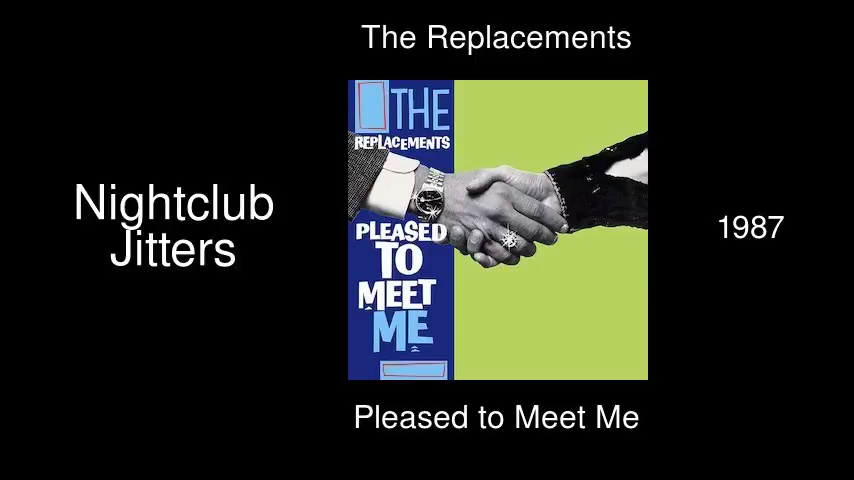 The Replacements
THE
REPLACEMENTS
PLEASED
TO
MEET
ME
Nightclub
Jitters
1987
Pleased to Meet Me